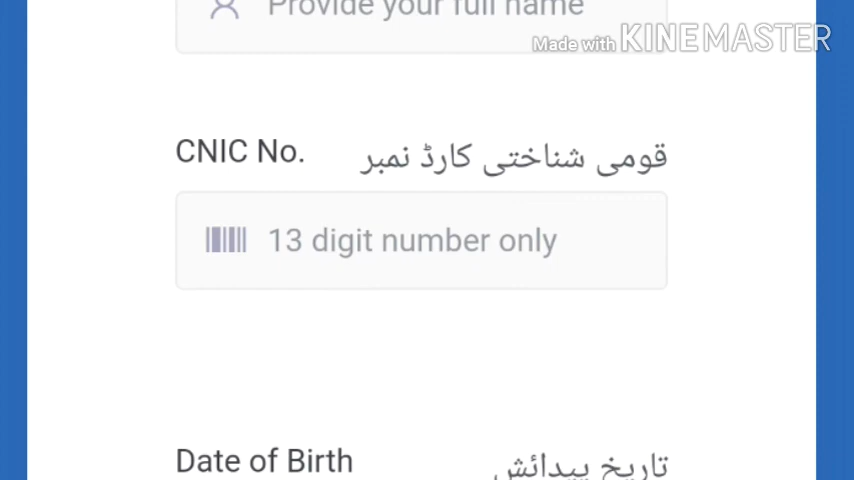 Provide your full name
Made with KINEMASTER
CNIC No. قومی شناختی کارڈ نمبر
13 digit number only
Date of Birth تاریخ پیدائش